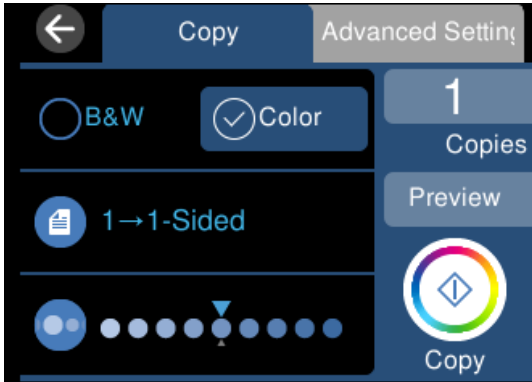 Copy
Advanced Settin
B&W
Color
1
Copies
1→1-Sided
Preview
Copy